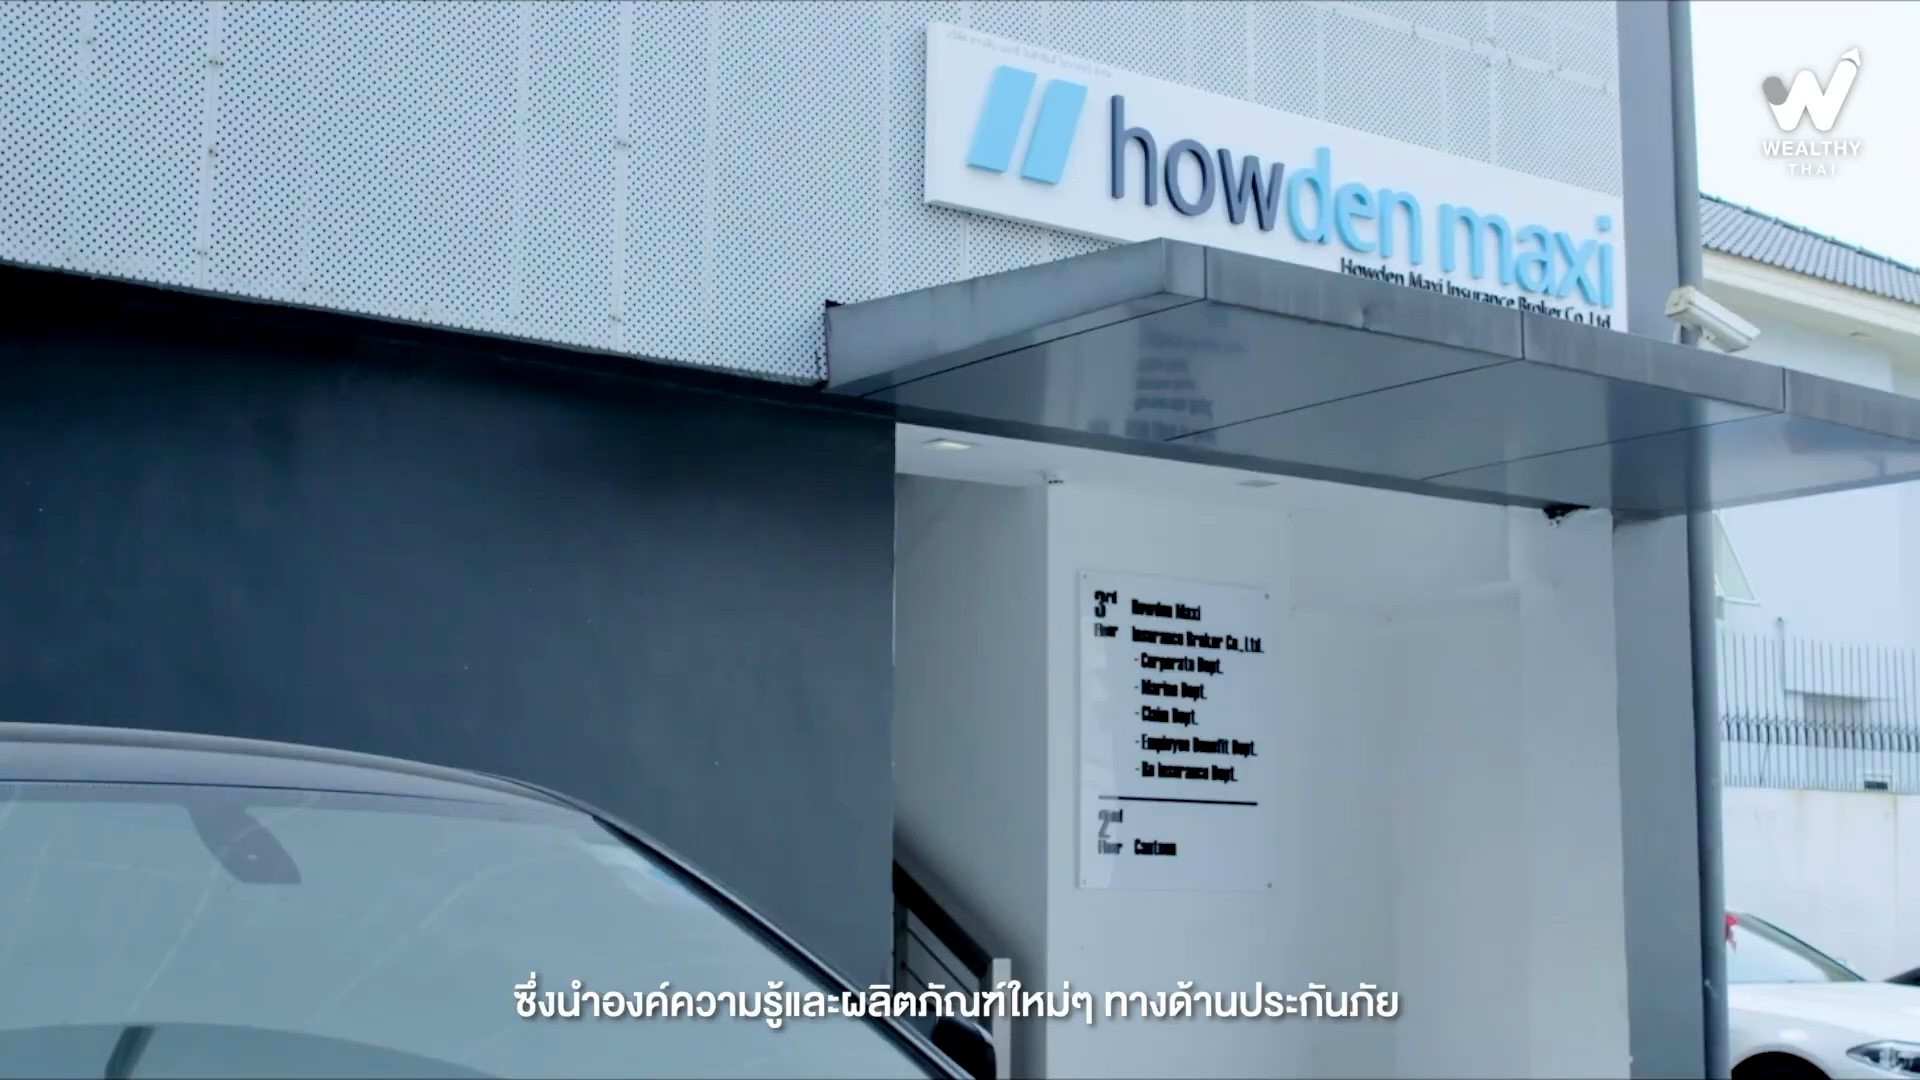 howden maxi
Howden Maxi Insurance Broker Co.,Ltd.
WEALTHY
THAI
3rd Floor Howden Maxi
Insurance Broker Co.,Ltd.
- Corporate Dept.
- Marine Dept.
- Claim Dept.
- Employee Benefit Dept.
- Insurance Dept.
2nd Floor Canteen
ซึ่งนำองค์ความรู้และผลิตภัณฑ์ใหม่ๆ ทางด้านประกันภัย